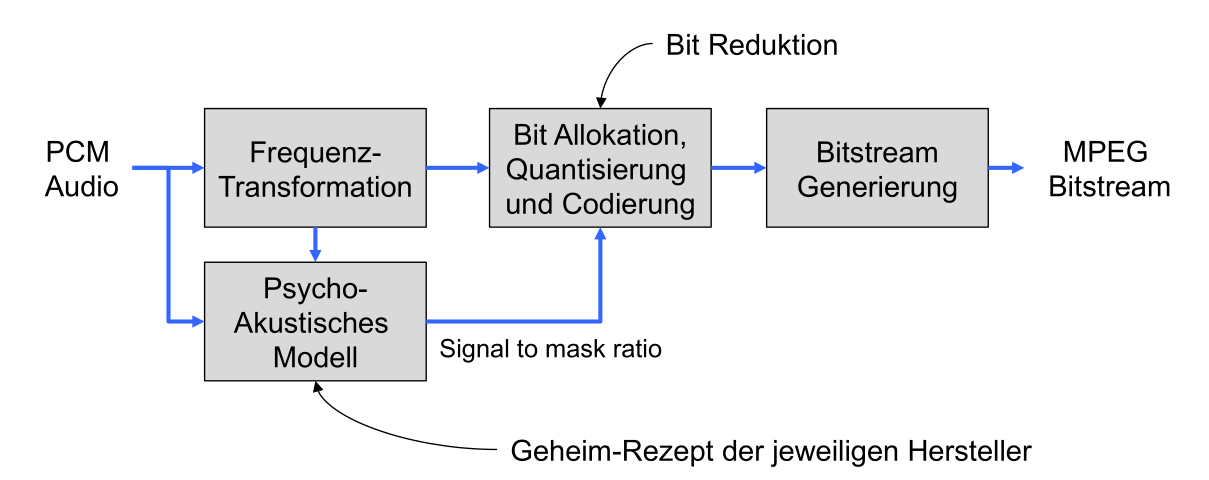 Bit Reduktion
PCM
Audio
Frequenz-
Transformation
Bit Allokation,
Quantisierung
und Codierung
Bitstream
Generierung
MPEG
Bitstream
Psycho-
Akustisches
Modell
Signal to mask ratio
Geheim-Rezept der jeweiligen Hersteller